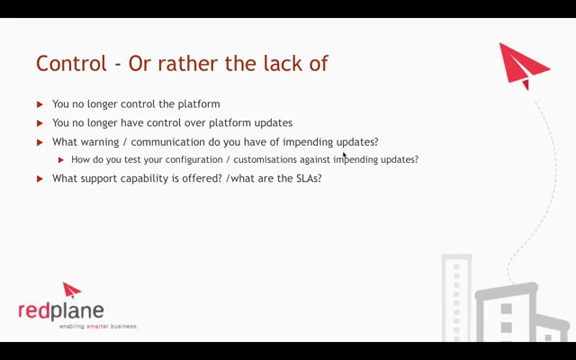 Control - Or rather the lack of
You no longer control the platform
You no longer have control over platform updates
What warning / communication do you have of impending updates?
How do you test your configuration / customisations against impending updates?
What support capability is offered? /what are the SLAs?
redplane
enabling smarter business.